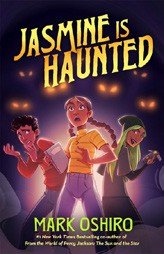 JASMINE IS
HAUNTED
MARK OSHIRO
#1 New York Times Bestselling co-author of
From the World of Percy Jackson: The Sun and the Star